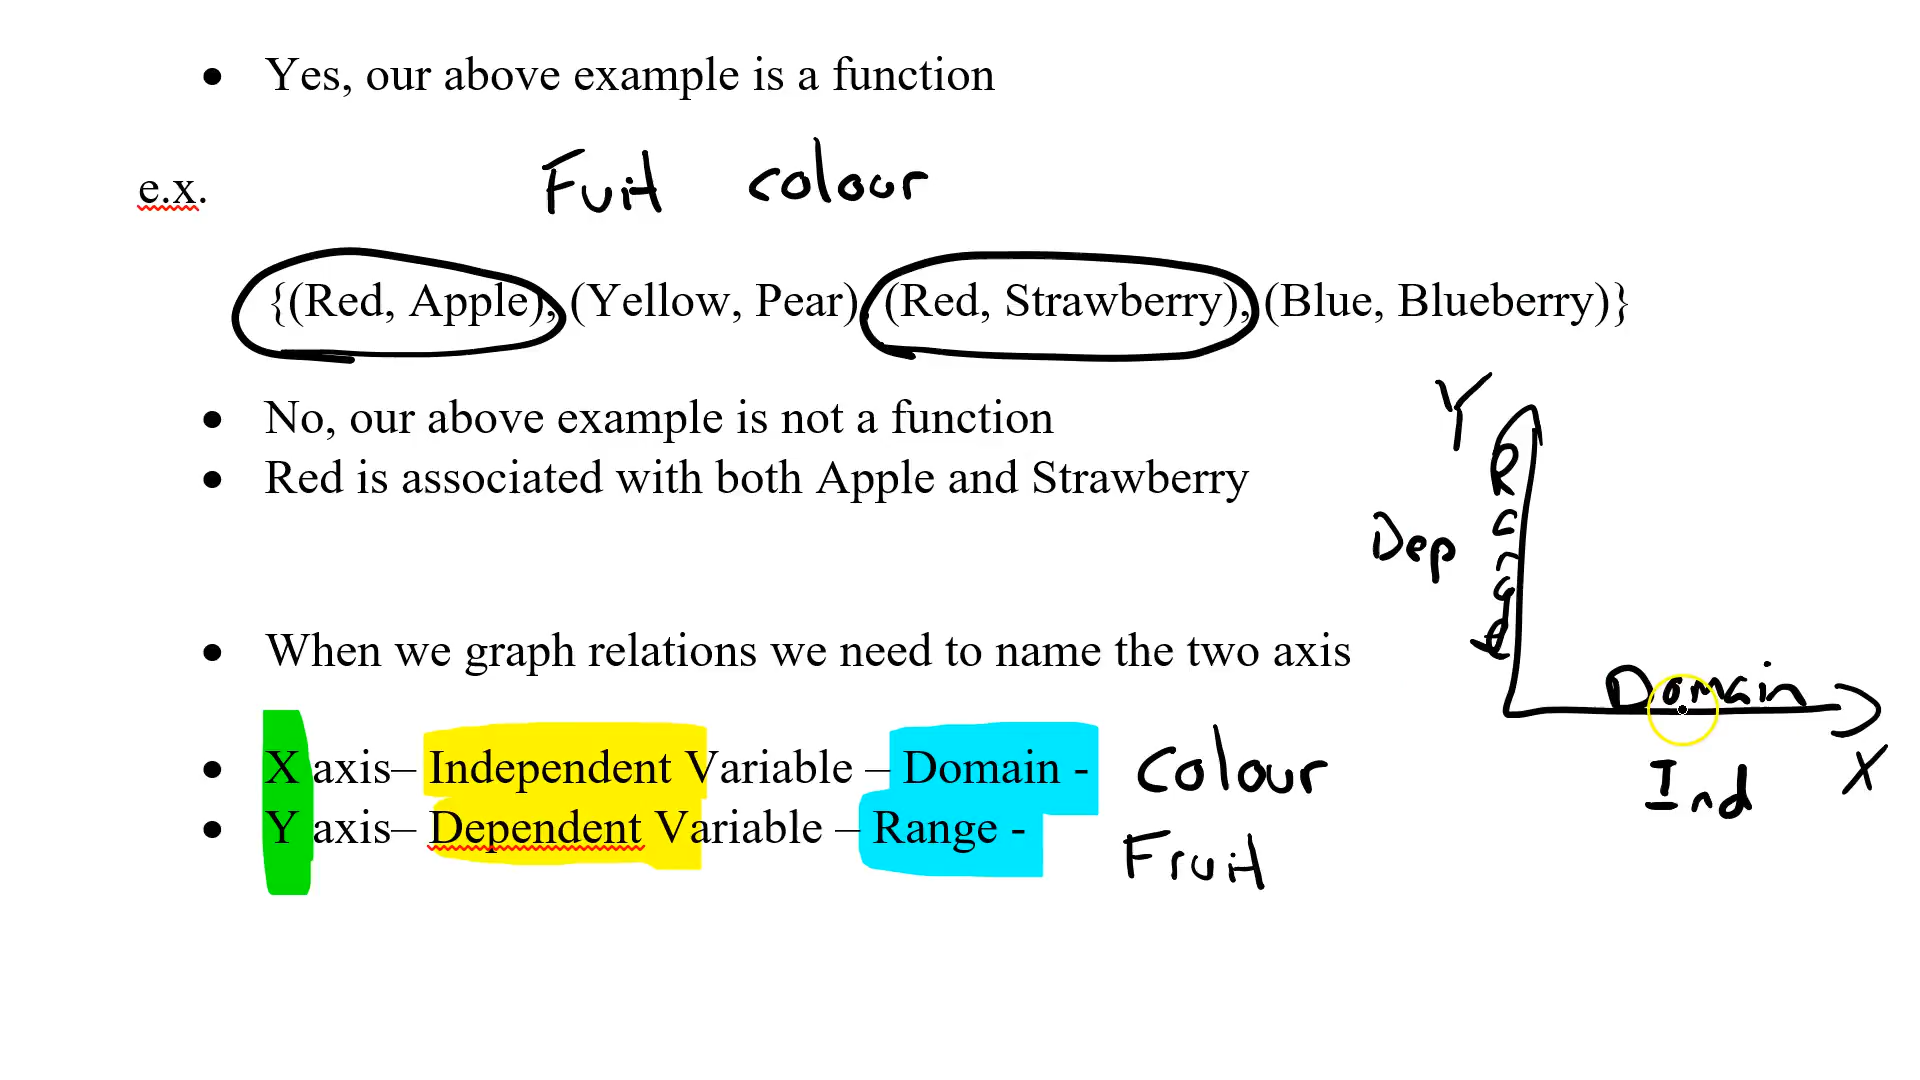 • Yes, our above example is a function
e.x.
Fuit colour
{(Red, Apple), (Yellow, Pear), (Red, Strawberry), (Blue, Blueberry)}
• No, our above example is not a function
• Red is associated with both Apple and Strawberry
Y
Dep
• When we graph relations we need to name the two axis
Domain
X
Ind
• X axis– Independent Variable – Domain - colour
• Y axis– Dependent Variable – Range - Fruit